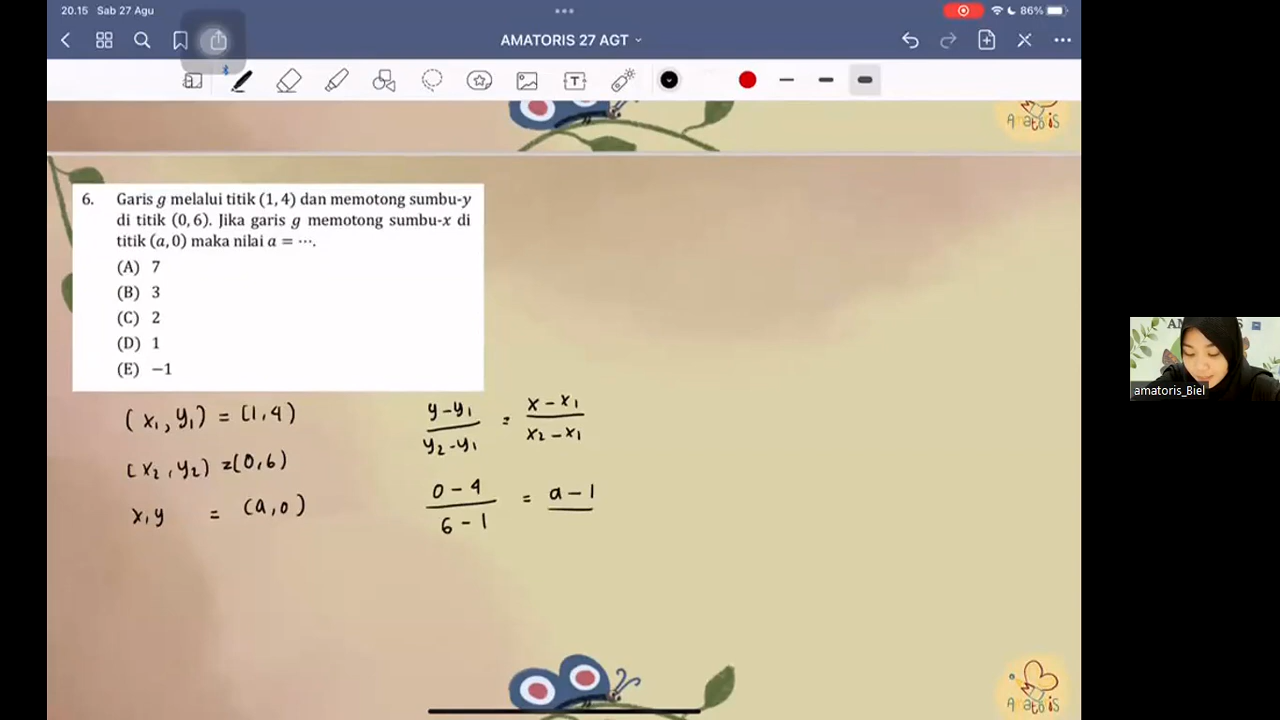 20.15 Sab 27 Agu
86%
AMATORIS 27 AGT
T
Amatoris
6. Garis g melalui titik (1, 4) dan memotong sumbu-y
di titik (0, 6). Jika garis g memotong sumbu-x di
titik (a, 0) maka nilai a = ⋯.
(A) 7
(B) 3
(C) 2
(D) 1
(E) −1
(x₁, y₁) = (1, 4)
(x₂, y₂) = (0, 6)
x, y = (a, 0)
y - y₁ / y₂ - y₁ = x - x₁ / x₂ - x₁
0 - 4 / 6 - 1 = a - 1 /
amatoris_Biel
Amatoris